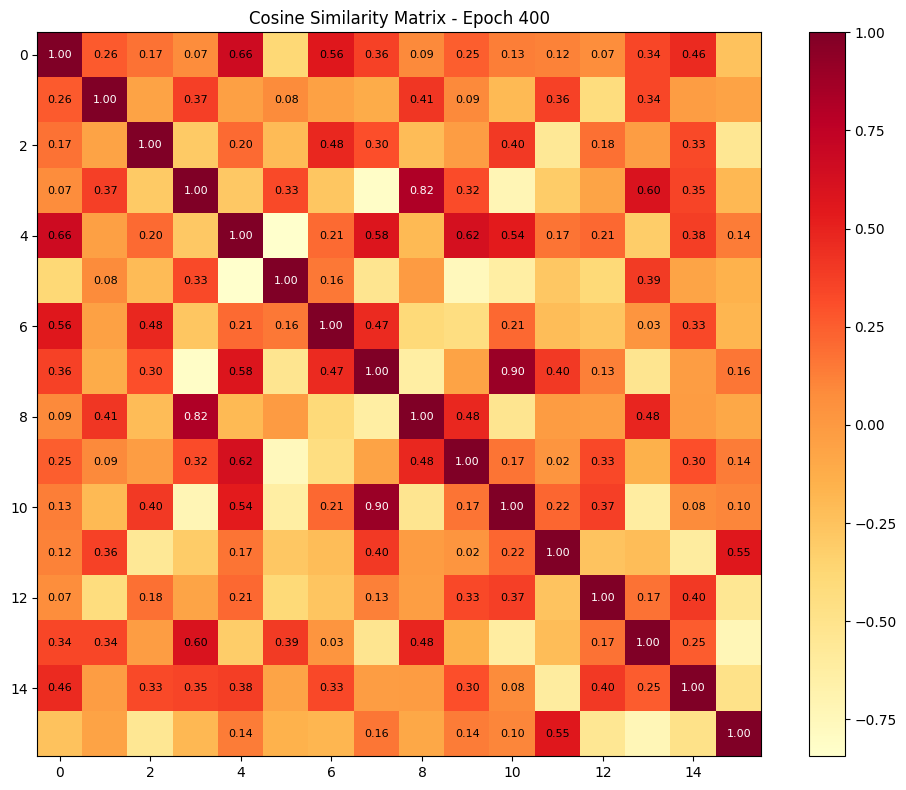 Cosine Similarity Matrix - Epoch 400
0 1.00 0.26 0.17 0.07 0.66 0.56 0.36 0.09 0.25 0.13 0.12 0.07 0.34 0.46
0.26 1.00 0.37 0.08 0.41 0.09 0.36 0.34
2 0.17 1.00 0.20 0.48 0.30 0.40 0.18 0.33
0.07 0.37 1.00 0.33 0.82 0.32 0.60 0.35
4 0.66 0.20 1.00 0.21 0.58 0.62 0.54 0.17 0.21 0.38 0.14
0.08 0.33 1.00 0.16 0.39
6 0.56 0.48 0.21 0.16 1.00 0.47 0.21 0.03 0.33
0.36 0.30 0.58 0.47 1.00 0.90 0.40 0.13 0.16
8 0.09 0.41 0.82 1.00 0.48 0.48
0.25 0.09 0.32 0.62 0.48 1.00 0.17 0.02 0.33 0.30 0.14
10 0.13 0.40 0.54 0.21 0.90 0.17 1.00 0.22 0.37 0.08 0.10
0.12 0.36 0.17 0.40 0.02 0.22 1.00 0.55
12 0.07 0.18 0.21 0.13 0.33 0.37 1.00 0.17 0.40
0.34 0.34 0.60 0.39 0.03 0.48 0.17 1.00 0.25
14 0.46 0.33 0.35 0.38 0.33 0.30 0.08 0.40 0.25 1.00
0.14 0.16 0.14 0.10 0.55 1.00
0 2 4 6 8 10 12 14
1.00
0.75
0.50
0.25
0.00
−0.25
−0.50
−0.75